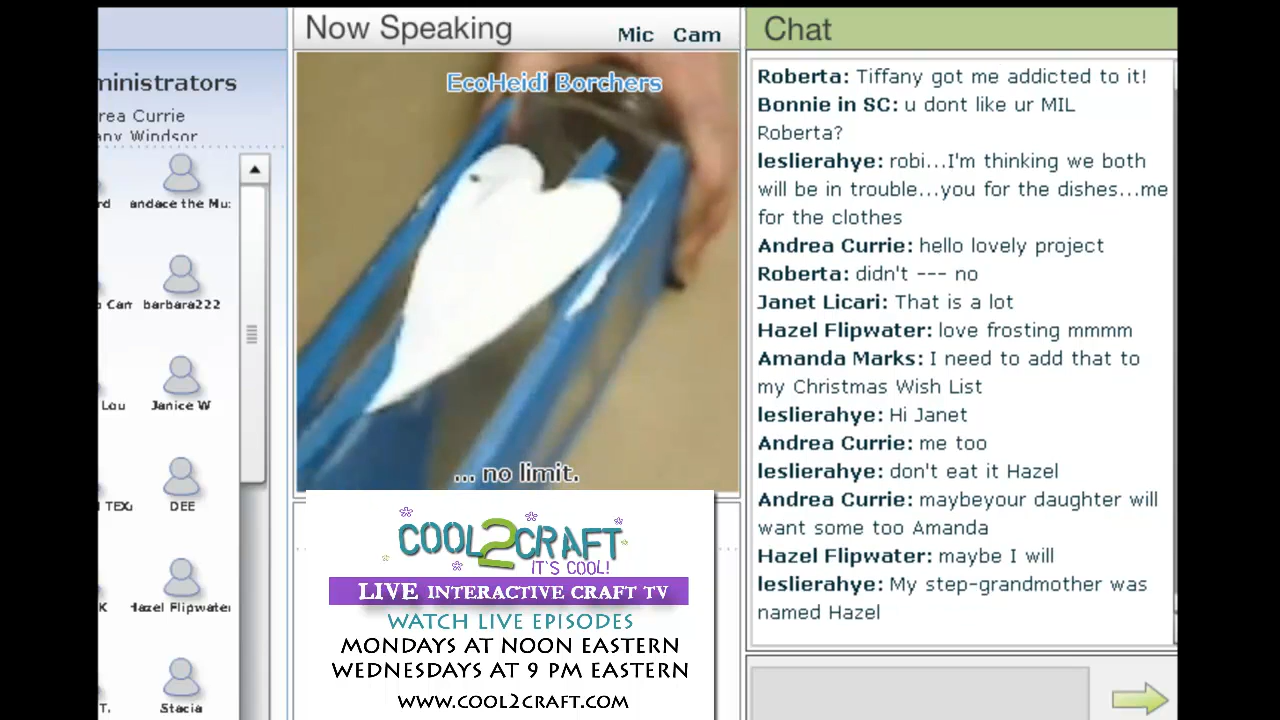 ministrators
rea Currie
any Windsor
rd
andace the Mu:
Carr
barbara222
Lou
Janice W
TEX
DEE
K
Hazel Flipwater
T.
Stacia
Now Speaking
Mic Cam
EcoHeidi Borchers
... no limit.
COOL2CRAFT
IT'S COOL!
LIVE INTERACTIVE CRAFT TV
WATCH LIVE EPISODES
MONDAYS AT NOON EASTERN
WEDNESDAYS AT 9 PM EASTERN
WWW.COOL2CRAFT.COM
Chat
Roberta: Tiffany got me addicted to it!
Bonnie in SC: u dont like ur MIL
Roberta?
leslierahye: robi...I'm thinking we both
will be in trouble...you for the dishes...me
for the clothes
Andrea Currie: hello lovely project
Roberta: didn't --- no
Janet Licari: That is a lot
Hazel Flipwater: love frosting mmmm
Amanda Marks: I need to add that to
my Christmas Wish List
leslierahye: Hi Janet
Andrea Currie: me too
leslierahye: don't eat it Hazel
Andrea Currie: maybeyour daughter will
want some too Amanda
Hazel Flipwater: maybe I will
leslierahye: My step-grandmother was
named Hazel